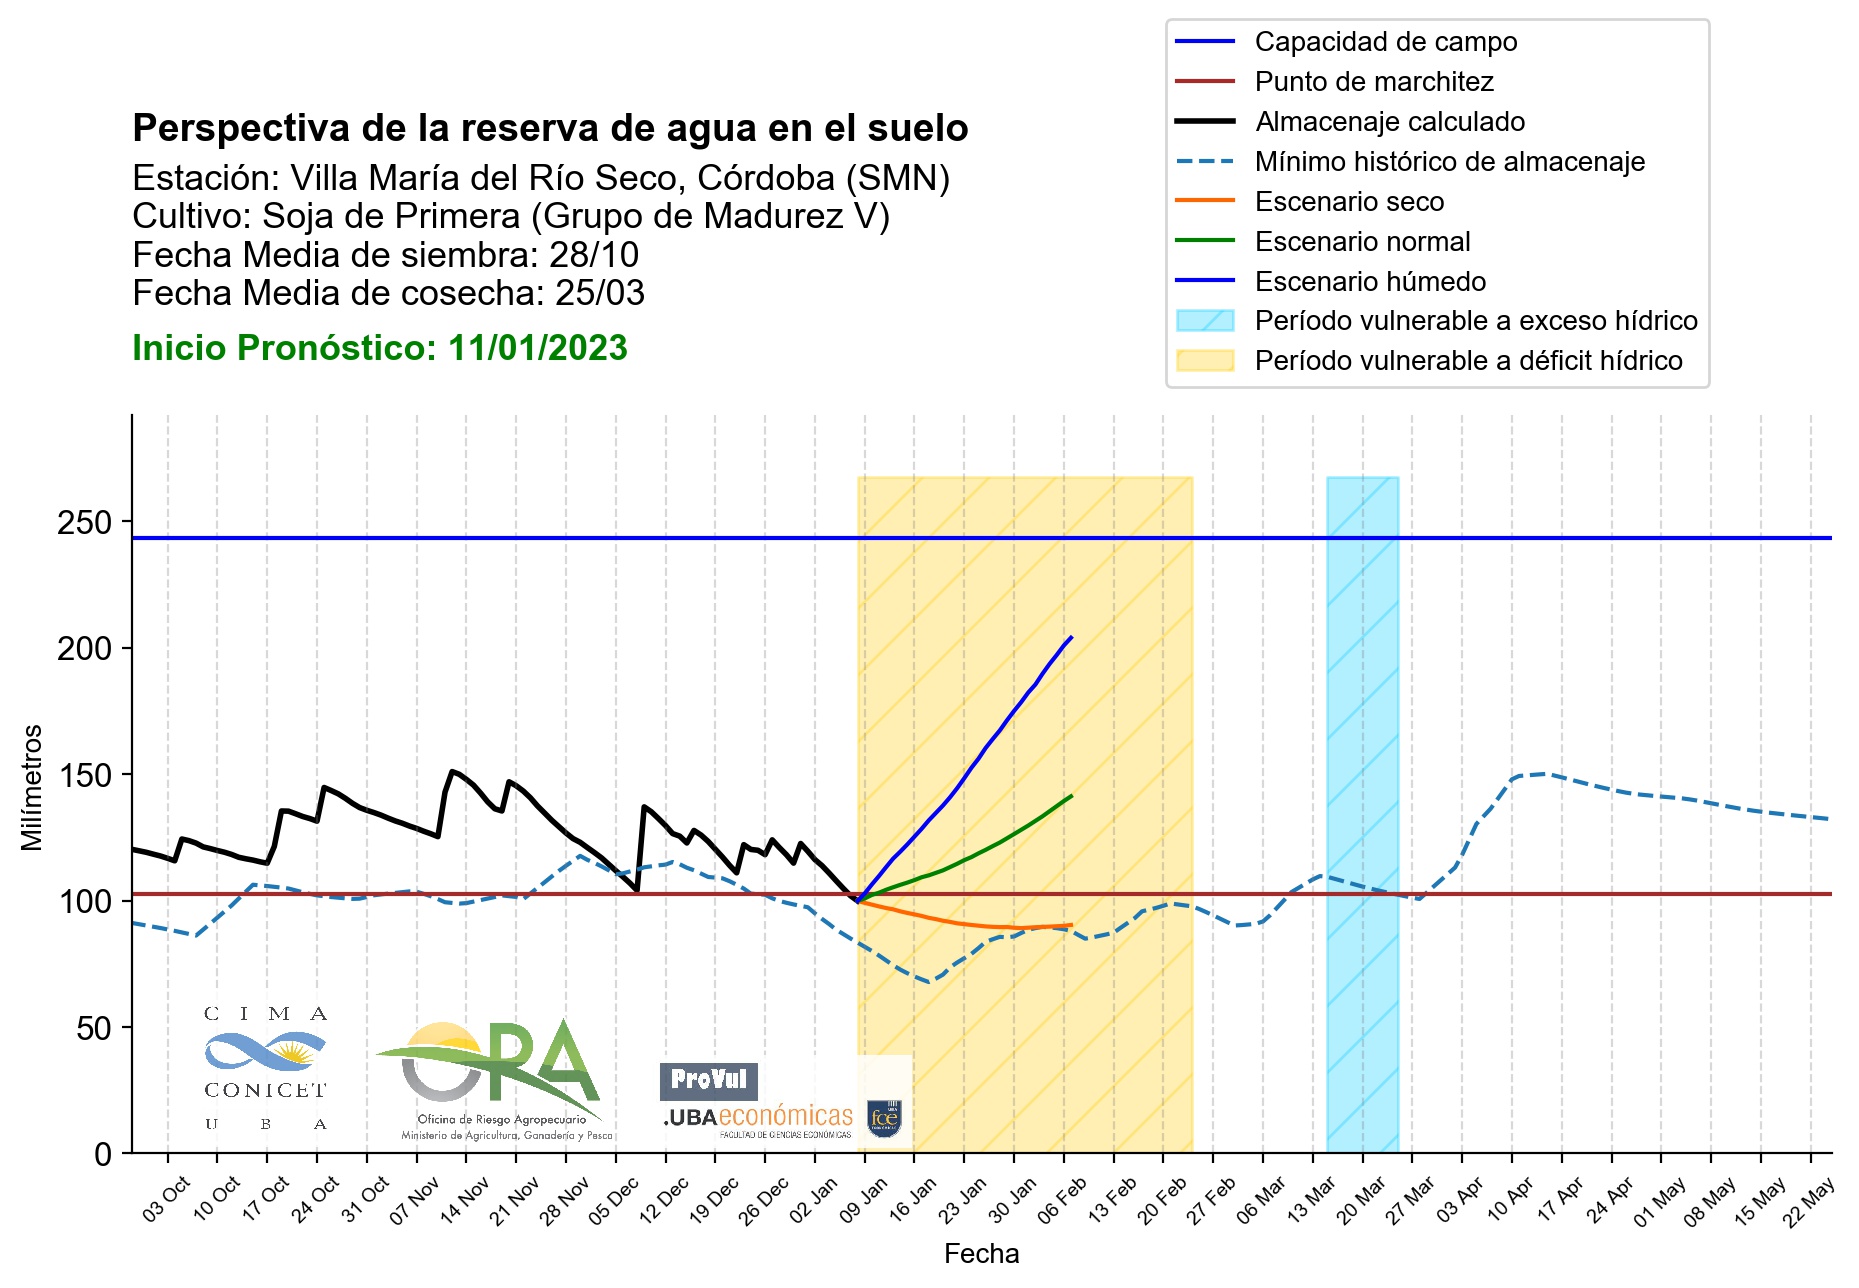 Capacidad de campo
Punto de marchitez
Almacenaje calculado
Mínimo histórico de almacenaje
Escenario seco
Escenario normal
Escenario húmedo
Período vulnerable a exceso hídrico
Período vulnerable a déficit hídrico
Perspectiva de la reserva de agua en el suelo
Estación: Villa María del Río Seco, Córdoba (SMN)
Cultivo: Soja de Primera (Grupo de Madurez V)
Fecha Media de siembra: 28/10
Fecha Media de cosecha: 25/03
Inicio Pronóstico: 11/01/2023
250
200
150
100
50
0
Milímetros
C I M A
CONICET
U B A
ORA
Oficina de Riesgo Agropecuario
Ministerio de Agricultura, Ganadería y Pesca
ProVul
.UBAeconómicas
FACULTAD DE CIENCIAS ECONÓMICAS
UBA
fce
ECONÓMICAS
03 Oct
10 Oct
17 Oct
24 Oct
31 Oct
07 Nov
14 Nov
21 Nov
28 Nov
05 Dec
12 Dec
19 Dec
26 Dec
02 Jan
09 Jan
16 Jan
23 Jan
30 Jan
06 Feb
13 Feb
20 Feb
27 Feb
06 Mar
13 Mar
20 Mar
27 Mar
03 Apr
10 Apr
17 Apr
24 Apr
01 May
08 May
15 May
22 May
Fecha